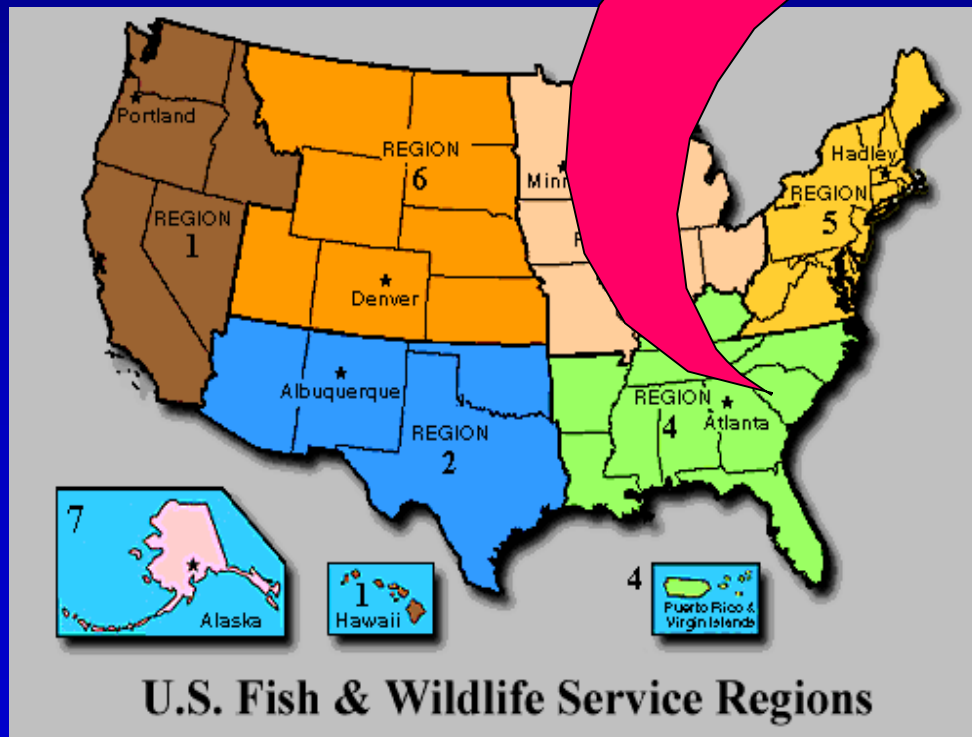 Portland
REGION
6
Hadley
REGION
5
Minn
REGION
1
Denver
Albuquerque
REGION
4
Atlanta
REGION
2
7
Alaska
1
Hawaii
4
Puerto Rico &
Virgin Islands
U.S. Fish & Wildlife Service Regions